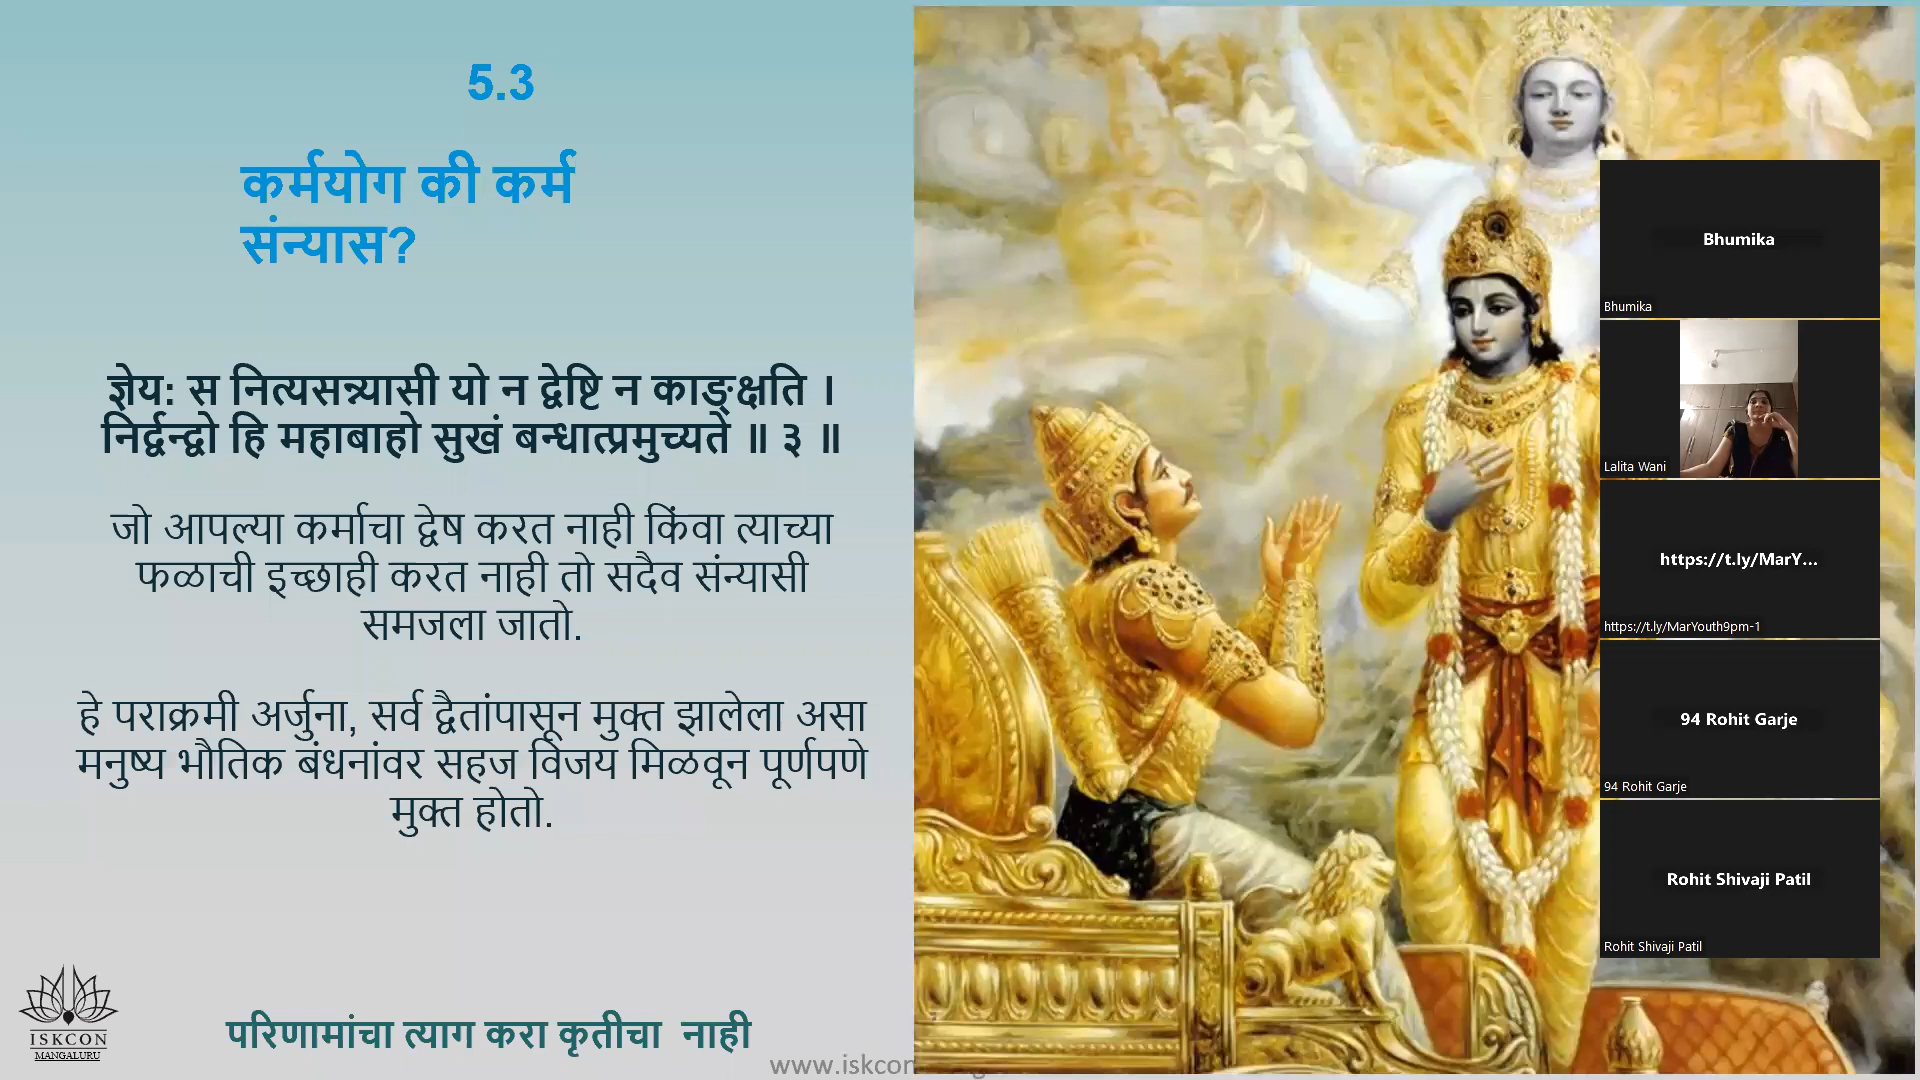 5.3
कर्मयोग की कर्म
संन्यास?
ज्ञेयः स नित्यसन्न्यासी यो न द्वेष्टि न काङ्क्षति ।
निर्द्वन्द्वो हि महाबाहो सुखं बन्धात्प्रमुच्यते ॥ ३ ॥
जो आपल्या कर्माचा द्वेष करत नाही किंवा त्याच्या
फळाची इच्छाही करत नाही तो सदैव संन्यासी
समजला जातो.
हे पराक्रमी अर्जुना, सर्व द्वैतांपासून मुक्त झालेला असा
मनुष्य भौतिक बंधनांवर सहज विजय मिळवून पूर्णपणे
मुक्त होतो.
परिणामांचा त्याग करा कृतीचा नाही
ISKCON
MANGALURU
www.iskcon
Bhumika
Bhumika
Lalita Wani
https://t.ly/MarY...
https://t.ly/MarYouth9pm-1
94 Rohit Garje
94 Rohit Garje
Rohit Shivaji Patil
Rohit Shivaji Patil